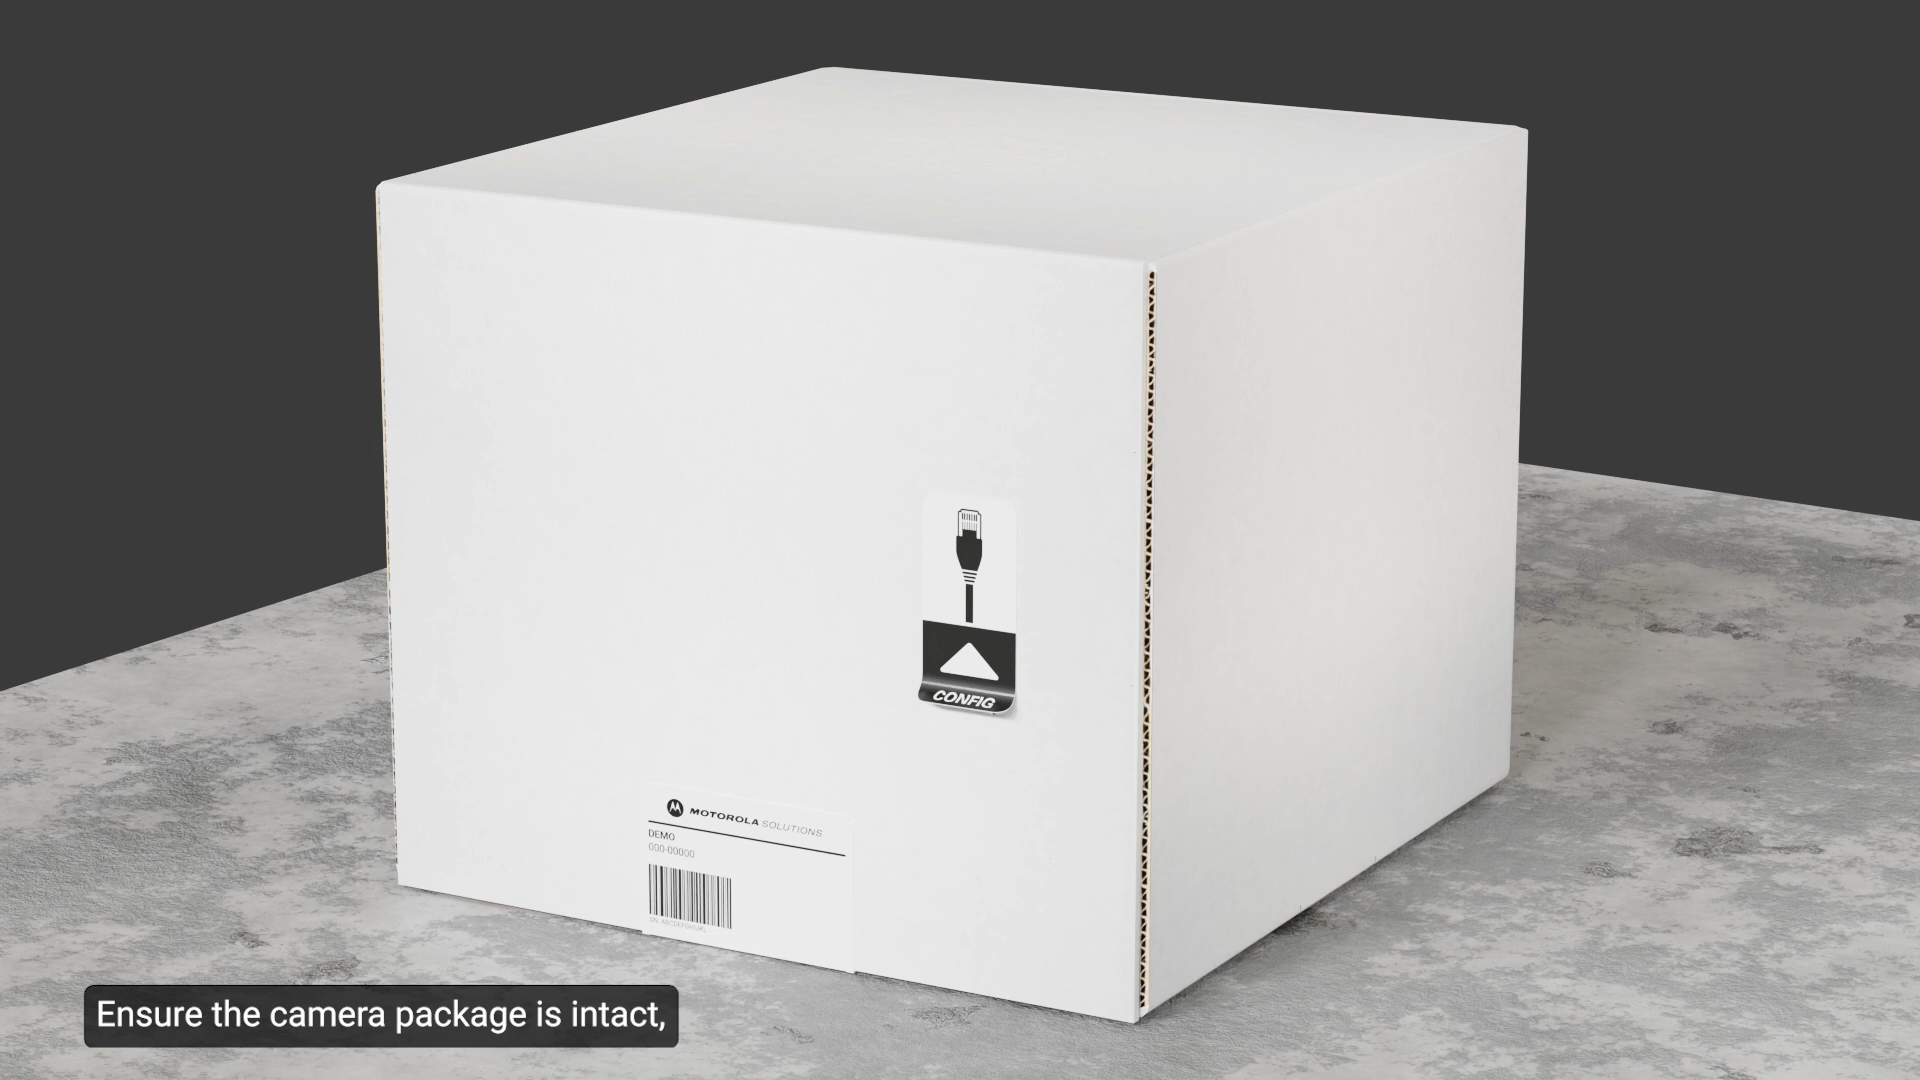 CONFIG
MOTOROLA SOLUTIONS
DEMO
000-00000
Ensure the camera package is intact,